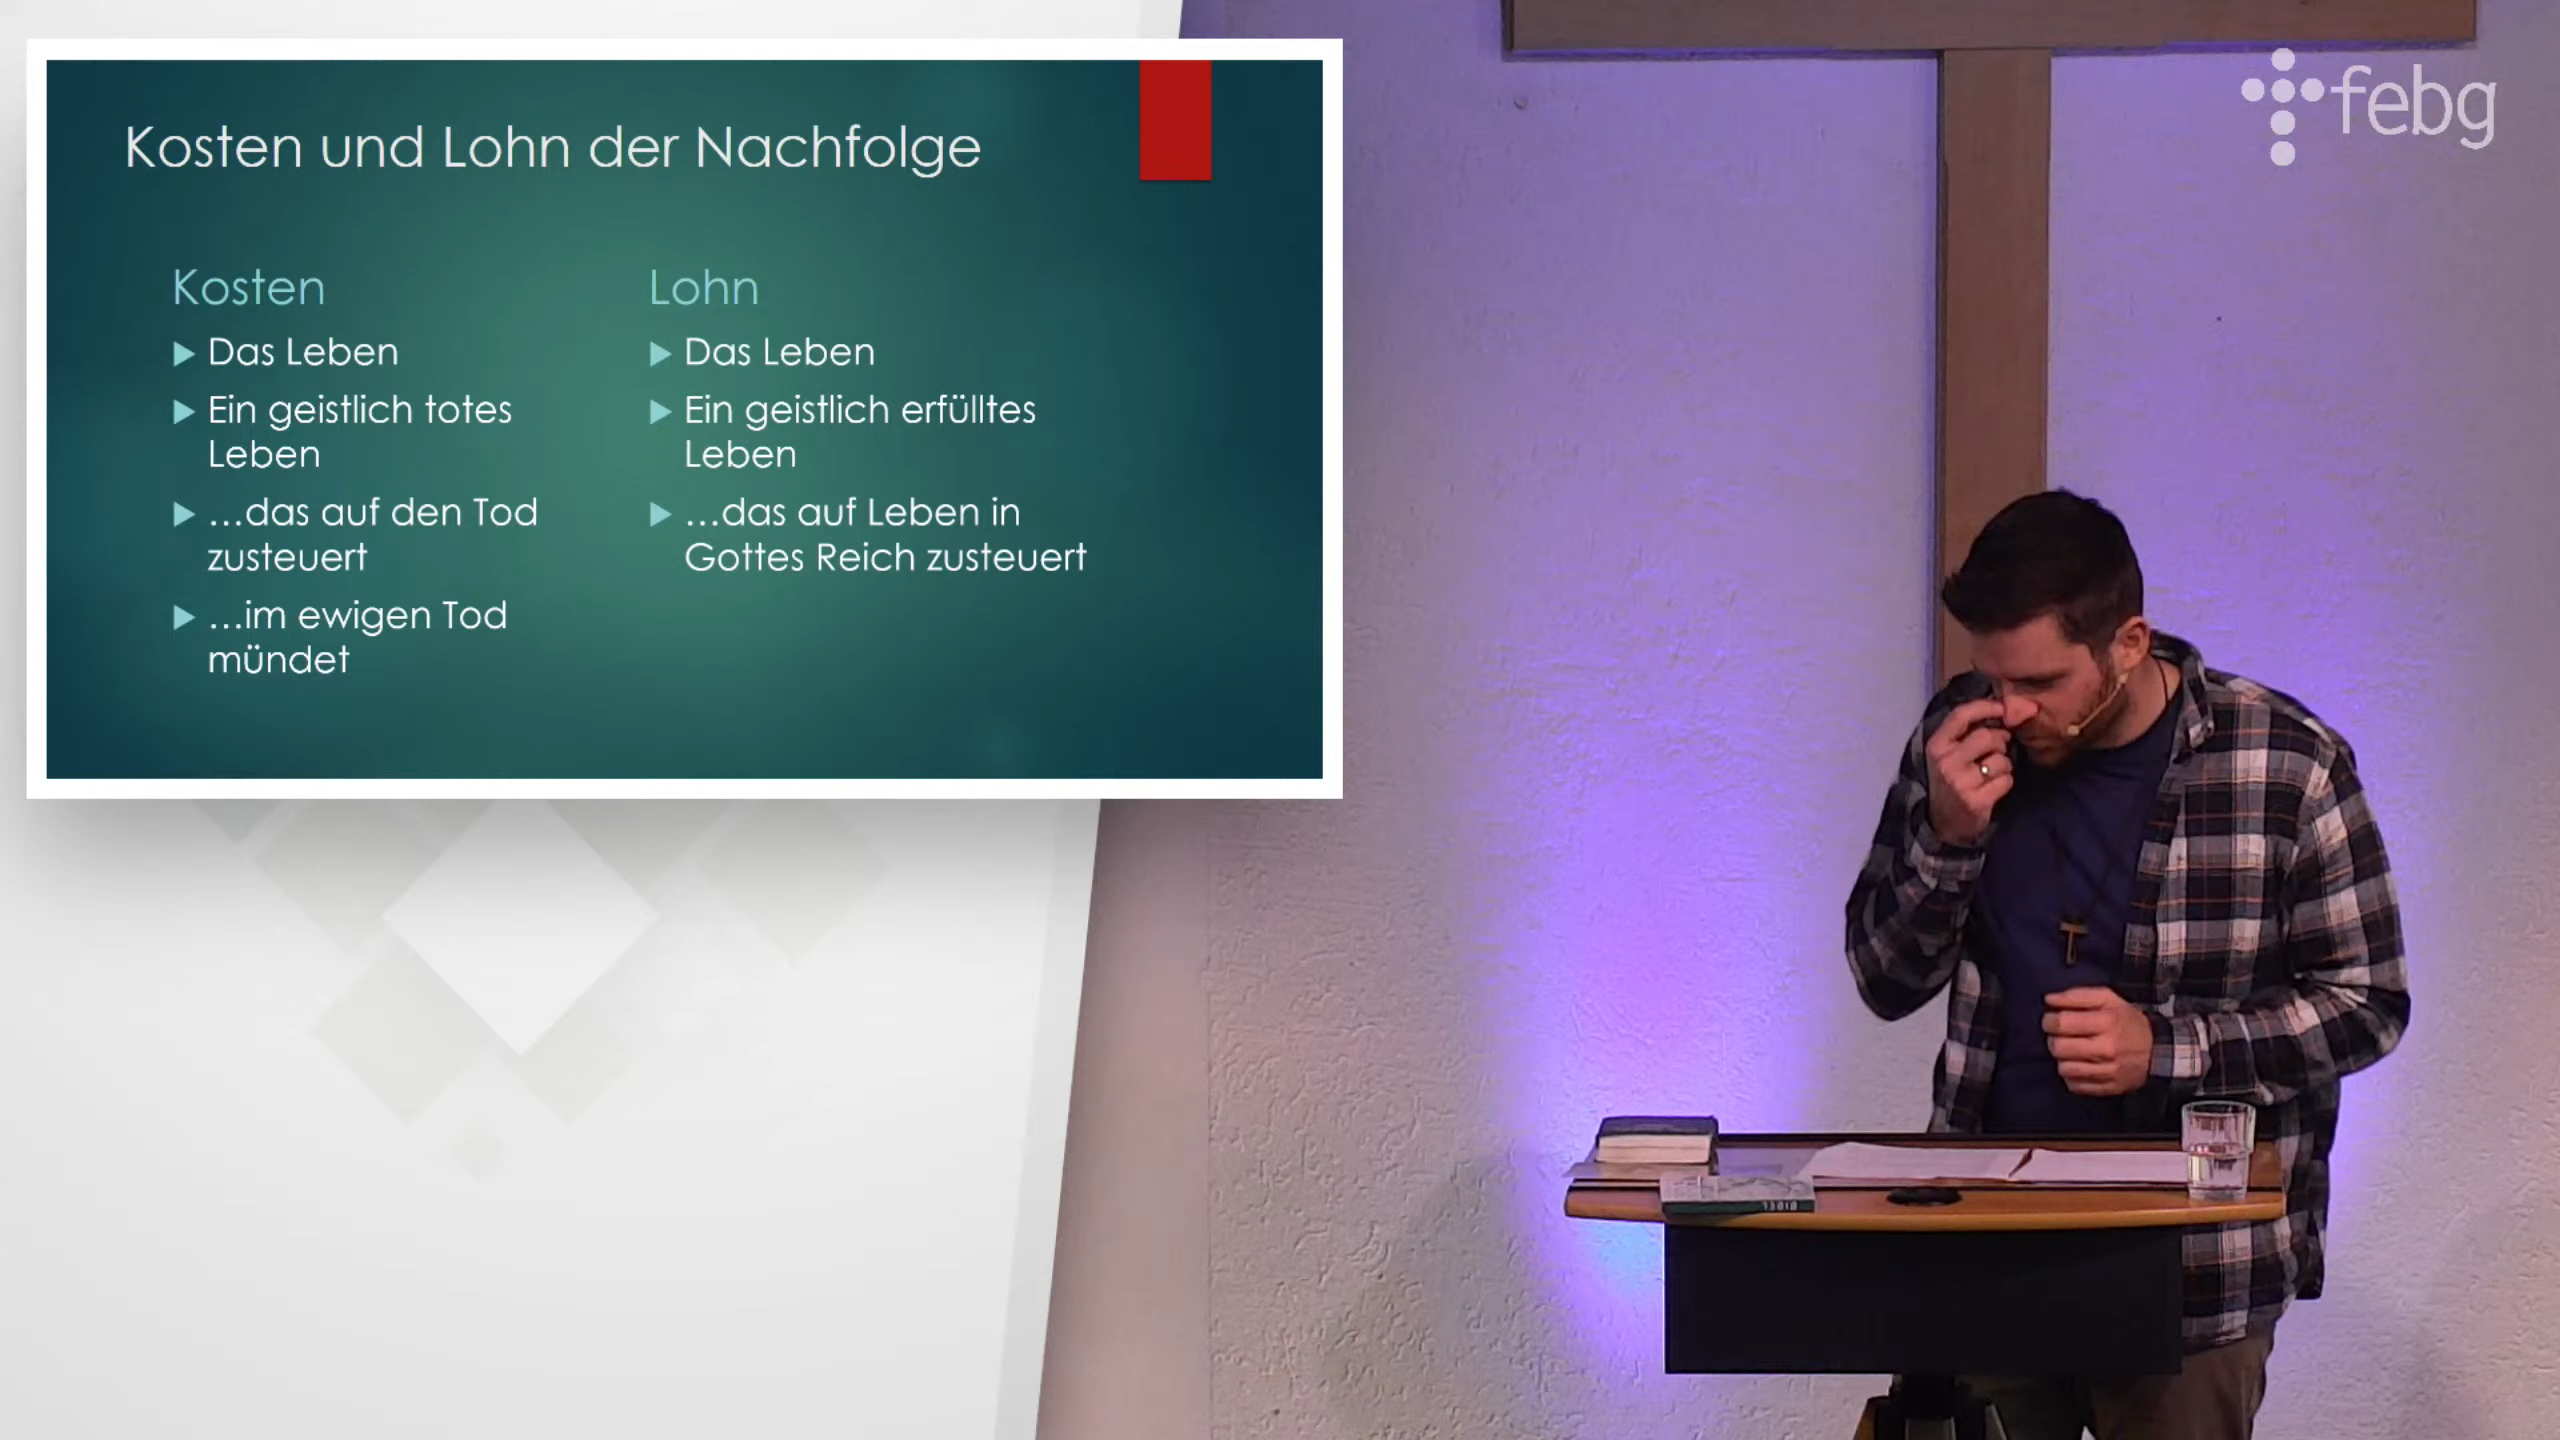 Kosten und Lohn der Nachfolge
Kosten
Das Leben
Ein geistlich totes
Leben
…das auf den Tod
zusteuert
…im ewigen Tod
mündet
Lohn
Das Leben
Ein geistlich erfülltes
Leben
…das auf Leben in
Gottes Reich zusteuert
febg
BIBEL